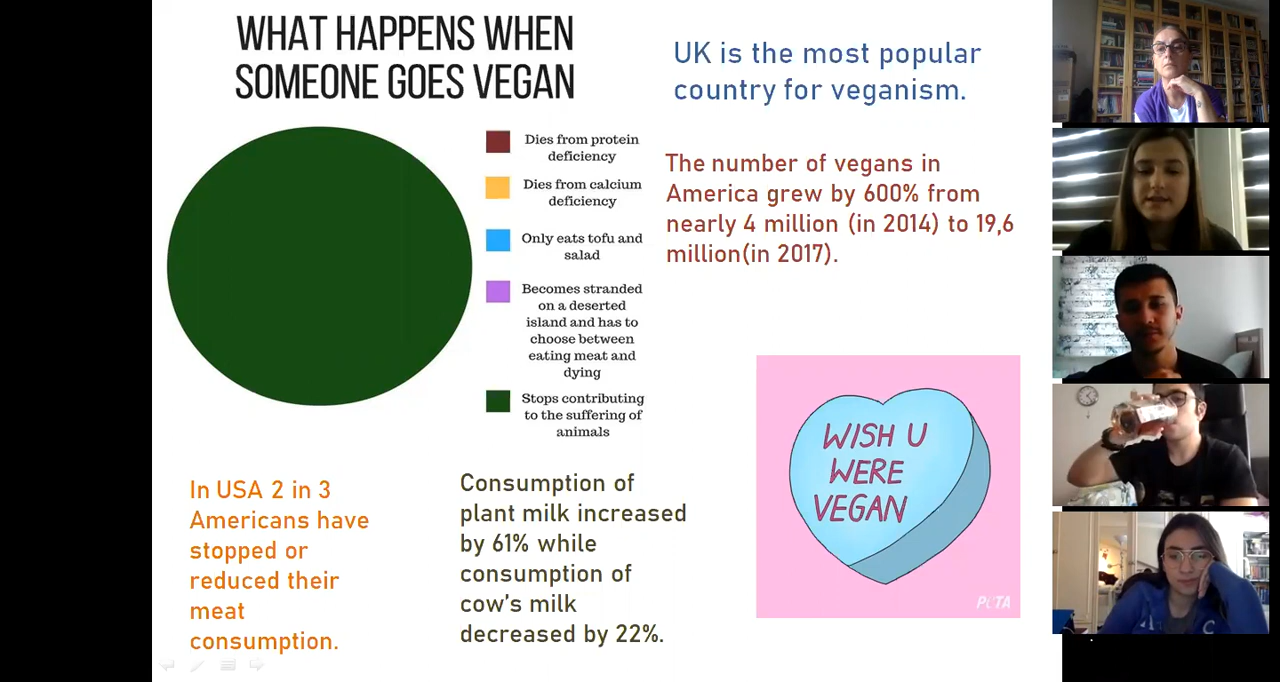 WHAT HAPPENS WHEN
SOMEONE GOES VEGAN
Dies from protein
deficiency
Dies from calcium
deficiency
Only eats tofu and
salad
Becomes stranded
on a deserted
island and has to
choose between
eating meat and
dying
Stops contributing
to the suffering of
animals
UK is the most popular
country for veganism.
The number of vegans in
America grew by 600% from
nearly 4 million (in 2014) to 19,6
million(in 2017).
In USA 2 in 3
Americans have
stopped or
reduced their
meat
consumption.
Consumption of
plant milk increased
by 61% while
consumption of
cow's milk
decreased by 22%.
WISH U
WERE
VEGAN
PETA